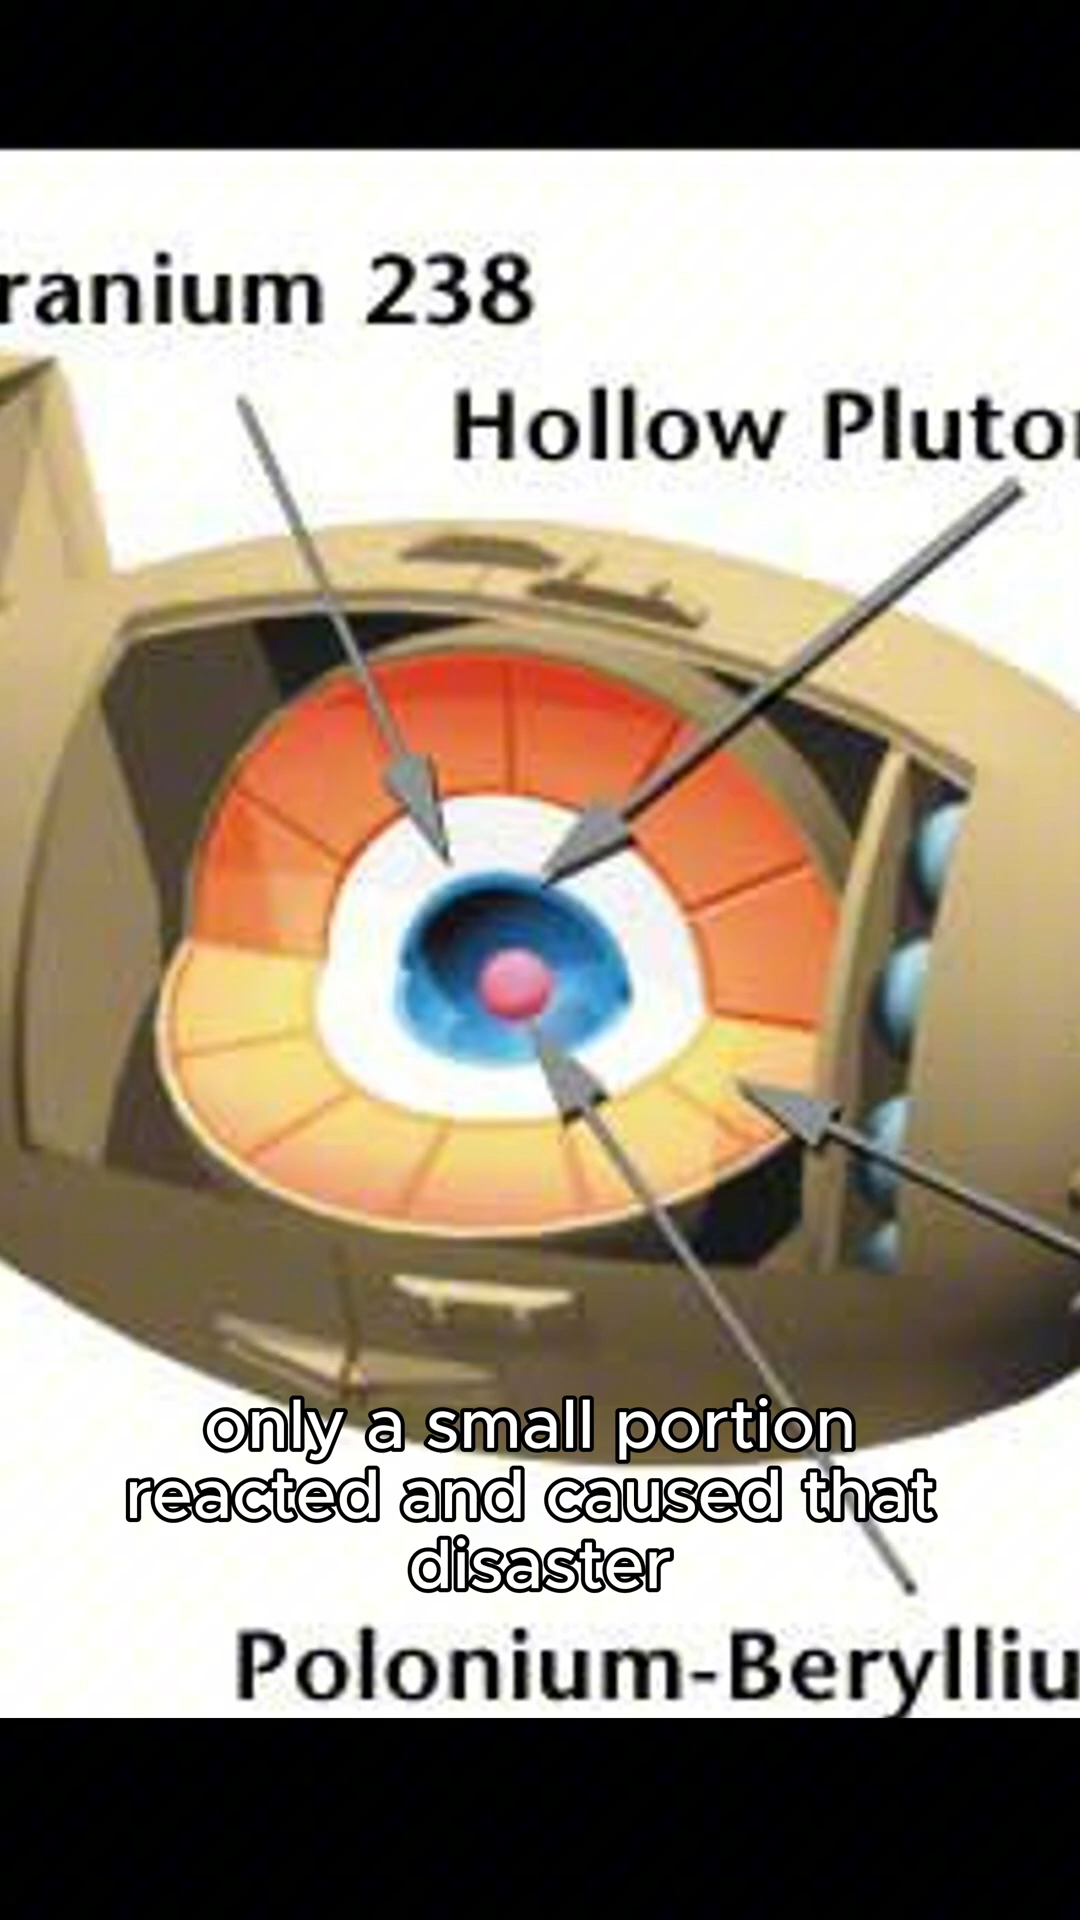 ranium 238
Hollow Pluto
only a small portion
reacted and caused that
disaster
Polonium-Berylliu